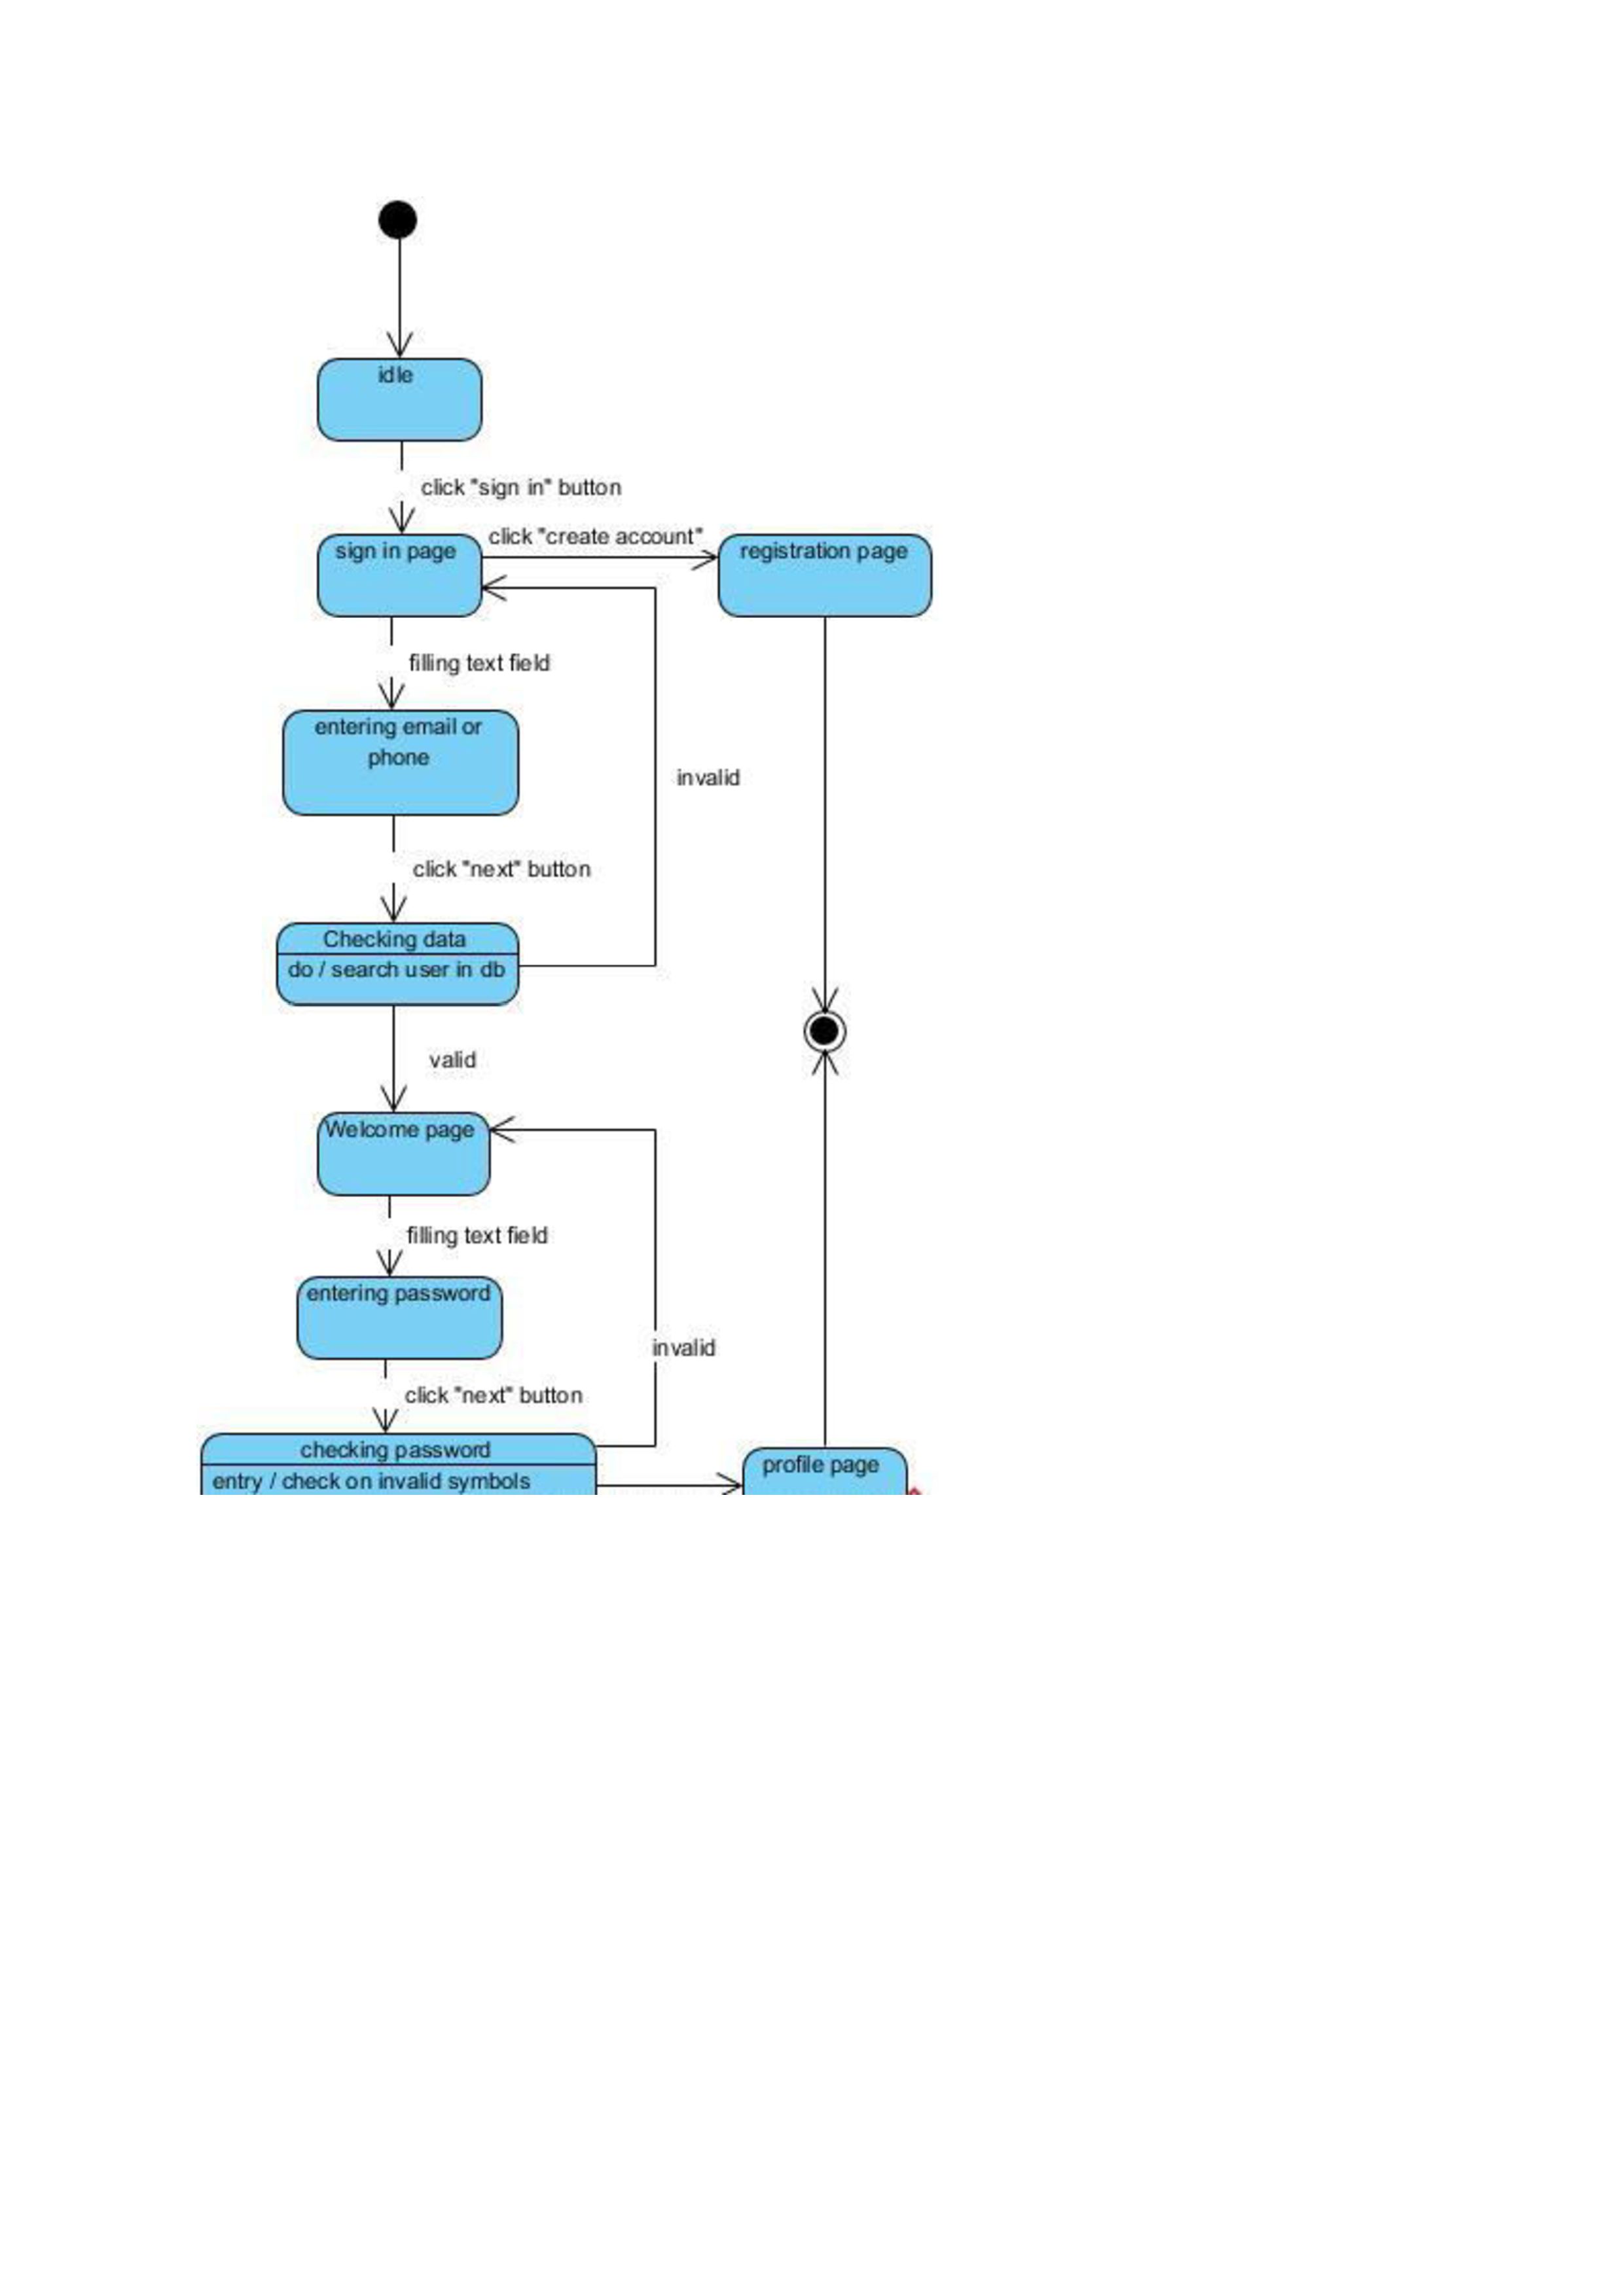 idle
click "sign in" button
click "create account"
sign in page
registration page
filling text field
entering email or
phone
invalid
click "next" button
Checking data
do / search user in db
valid
Welcome page
filling text field
entering password
invalid
click "next" button
checking password
entry / check on invalid symbols
profile page